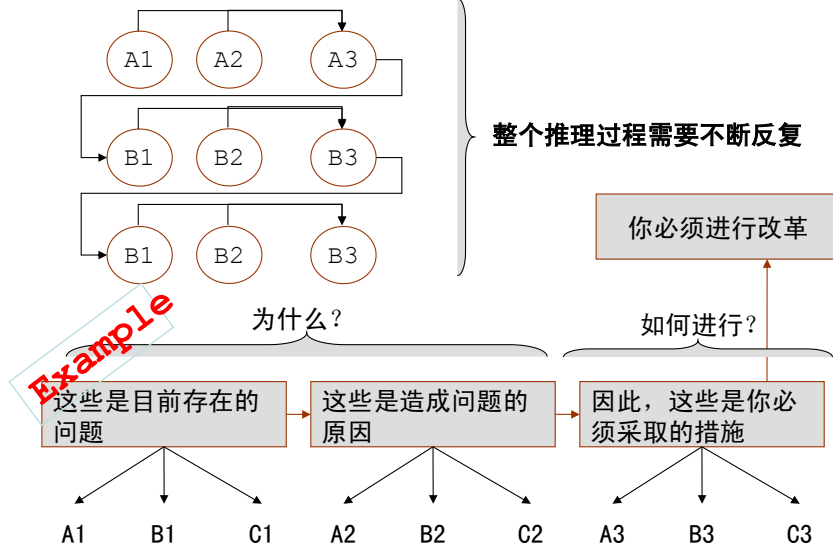 A1 A2 A3
B1 B2 B3
整个推理过程需要不断反复
B1 B2 B3
你必须进行改革
Example
为什么？
如何进行？
这些是目前存在的
问题
这些是造成问题的
原因
因此，这些是你必
须采取的措施
A1 B1 C1 A2 B2 C2 A3 B3 C3